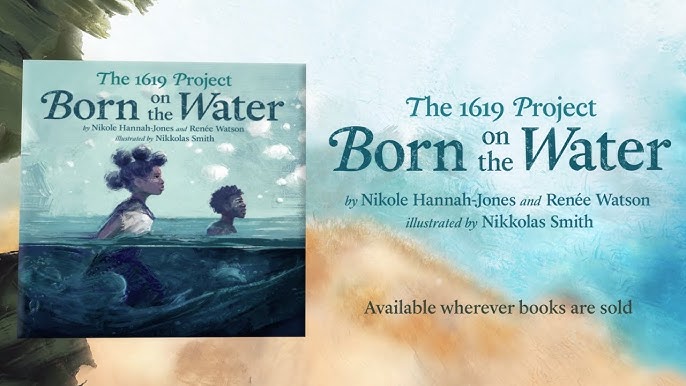 The 1619 Project
Born on the Water
by Nikole Hannah-Jones and Renée Watson
illustrated by Nikkolas Smith
The 1619 Project
Born on the Water
by Nikole Hannah-Jones and Renée Watson
illustrated by Nikkolas Smith
Available wherever books are sold